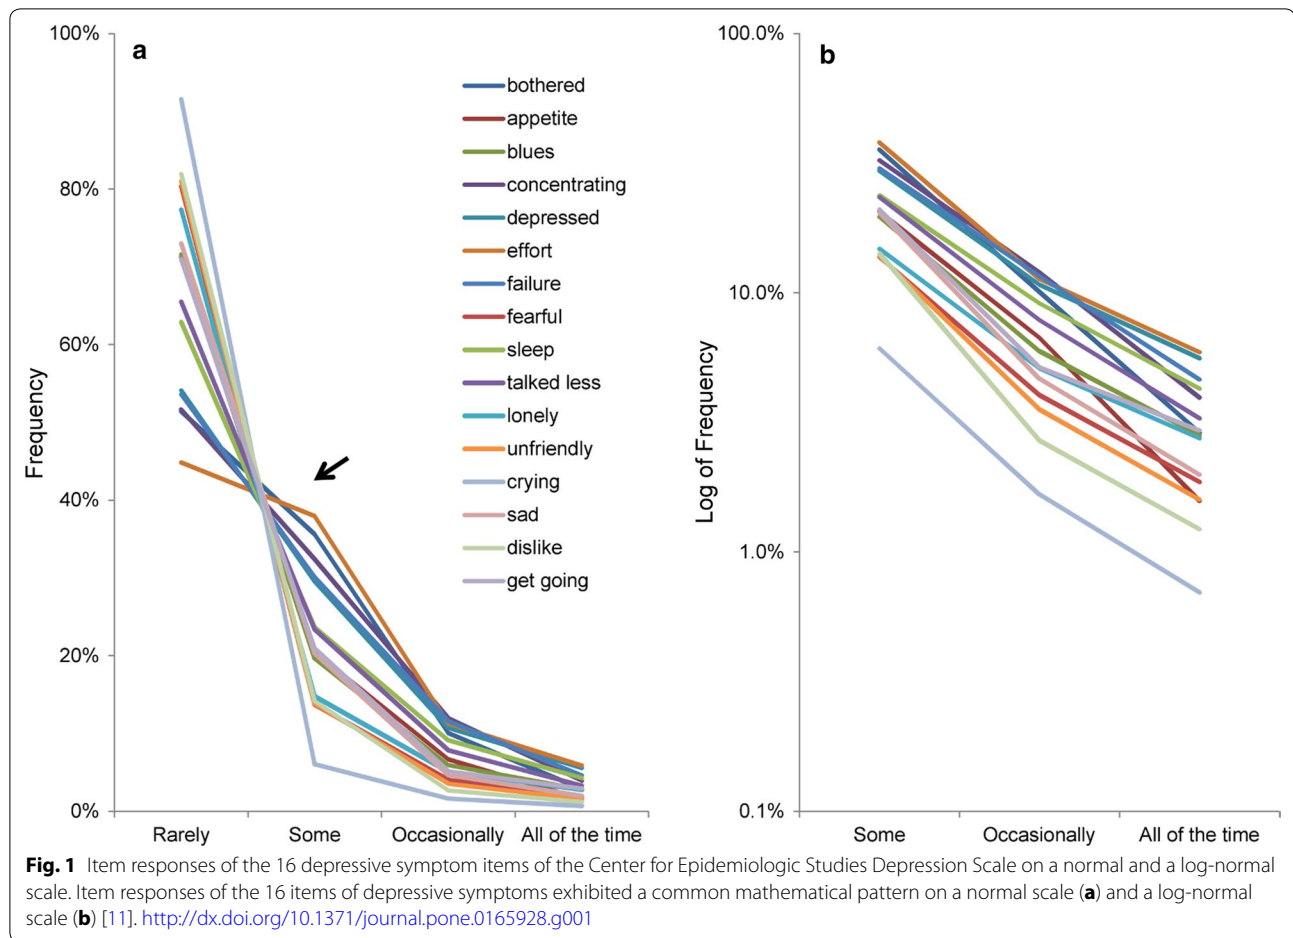 a
100%
80%
60%
40%
20%
0%
Frequency
Rarely
Some
Occasionally
All of the time
bothered
appetite
blues
concentrating
depressed
effort
failure
fearful
sleep
talked less
lonely
unfriendly
crying
sad
dislike
get going
b
100.0%
10.0%
1.0%
0.1%
Log of Frequency
Some
Occasionally
All of the time
Fig. 1 Item responses of the 16 depressive symptom items of the Center for Epidemiologic Studies Depression Scale on a normal and a log-normal
scale. Item responses of the 16 items of depressive symptoms exhibited a common mathematical pattern on a normal scale (a) and a log-normal
scale (b) [11]. http://dx.doi.org/10.1371/journal.pone.0165928.g001